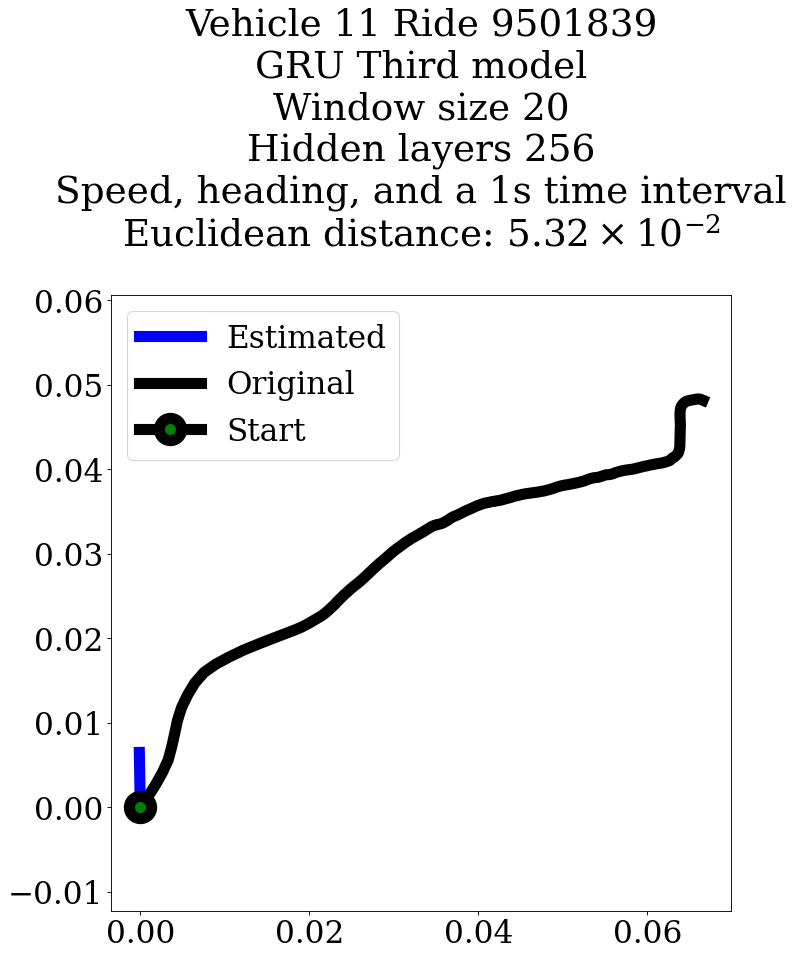 Vehicle 11 Ride 9501839
GRU Third model
Window size 20
Hidden layers 256
Speed, heading, and a 1s time interval
Euclidean distance: 5.32 × 10⁻²
Estimated
Original
Start
0.06
0.05
0.04
0.03
0.02
0.01
0.00
−0.01
0.00 0.02 0.04 0.06